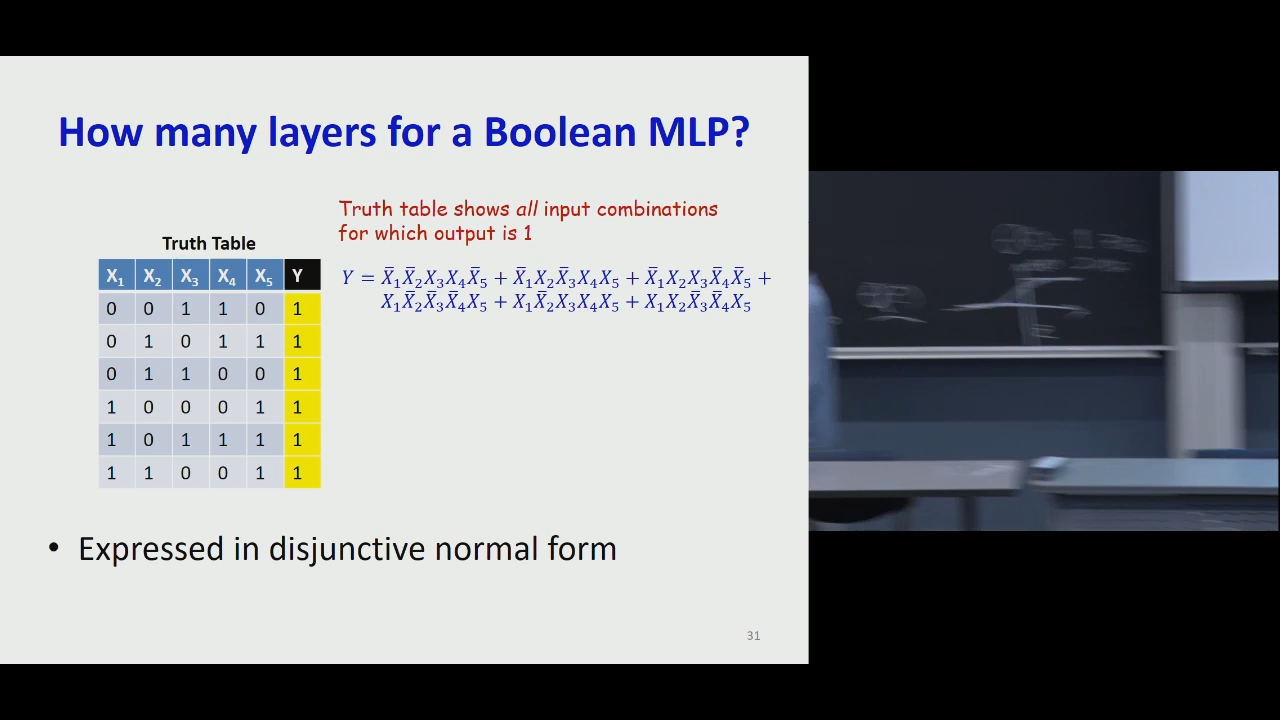 How many layers for a Boolean MLP?
Truth table shows all input combinations
for which output is 1
Truth Table
X₁ X₂ X₃ X₄ X₅ Y
0 0 1 1 0 1
0 1 0 1 1 1
0 1 1 0 0 1
1 0 0 0 1 1
1 0 1 1 1 1
1 1 0 0 1 1
Y = X̄₁X̄₂X₃X₄X̄₅ + X̄₁X₂X̄₃X₄X₅ + X̄₁X₂X₃X̄₄X̄₅ +
X₁X̄₂X̄₃X̄₄X₅ + X₁X̄₂X₃X₄X₅ + X₁X₂X̄₃X̄₄X₅
• Expressed in disjunctive normal form
31